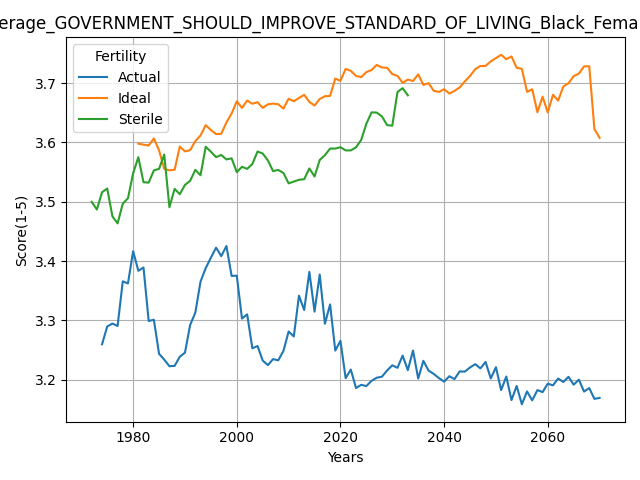 erage_GOVERNMENT_SHOULD_IMPROVE_STANDARD_OF_LIVING_Black_Fema
Fertility
Actual
Ideal
Sterile
Score(1-5)
3.7
3.6
3.5
3.4
3.3
3.2
1980 2000 2020 2040 2060
Years